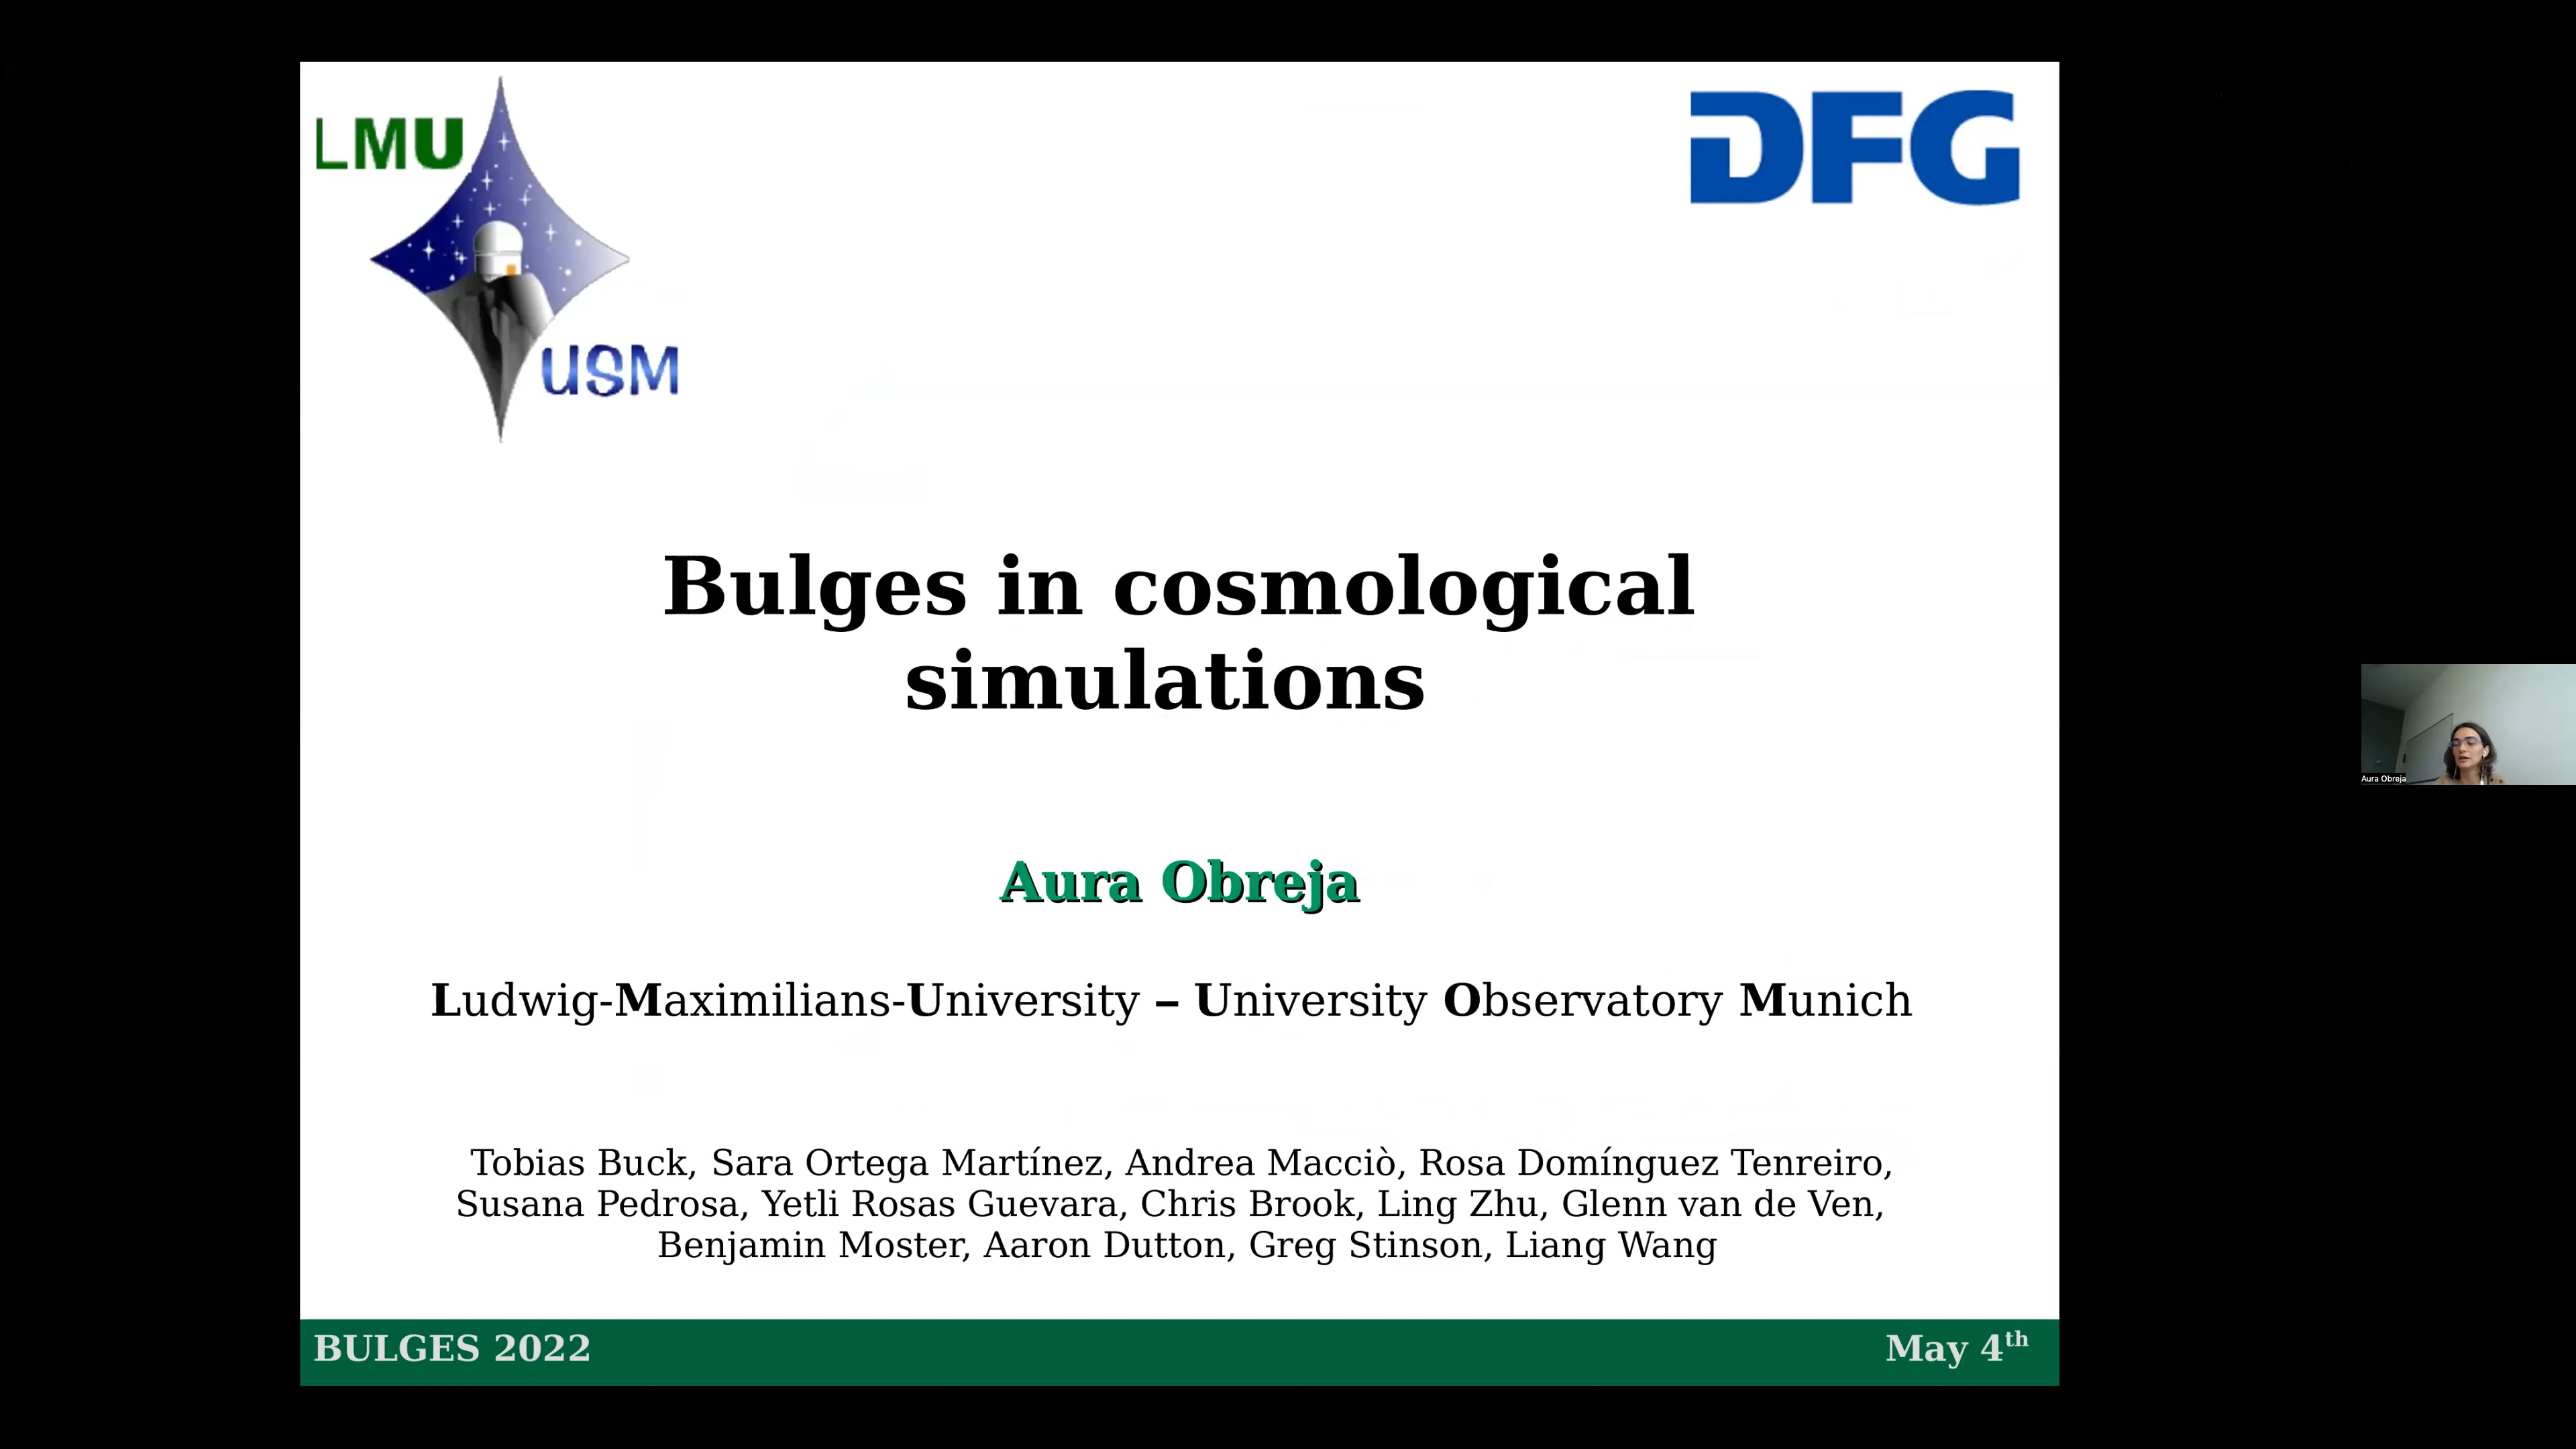 LMU
DFG
USM
Bulges in cosmological
simulations
Aura Obreja
Aura Obreja
Ludwig-Maximilians-University – University Observatory Munich
Tobias Buck, Sara Ortega Martínez, Andrea Macciò, Rosa Domínguez Tenreiro,
Susana Pedrosa, Yetli Rosas Guevara, Chris Brook, Ling Zhu, Glenn van de Ven,
Benjamin Moster, Aaron Dutton, Greg Stinson, Liang Wang
BULGES 2022
May 4th